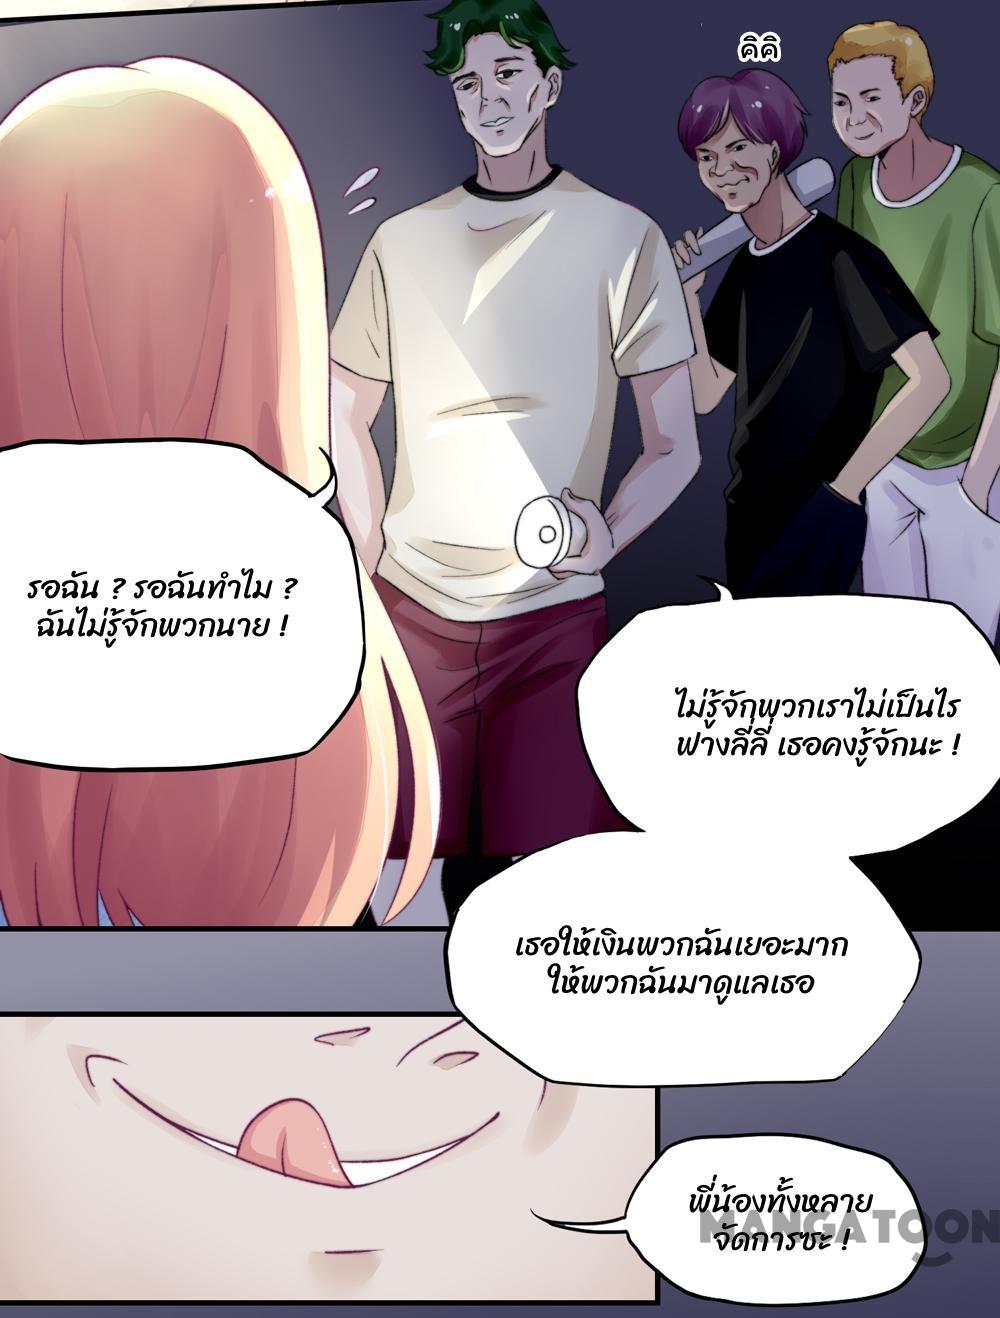 คิคิ
รอฉัน ? รอฉันทำไม ?
ฉันไม่รู้จักพวกนาย !
ไม่รู้จักพวกเราไม่เป็นไร
ฟางลี่ลี่ เธอคงรู้จักนะ !
เธอให้เงินพวกฉันเยอะมาก
ให้พวกฉันมาดูแลเธอ
พี่น้องทั้งหลาย
จัดการซะ !
MANGATOON